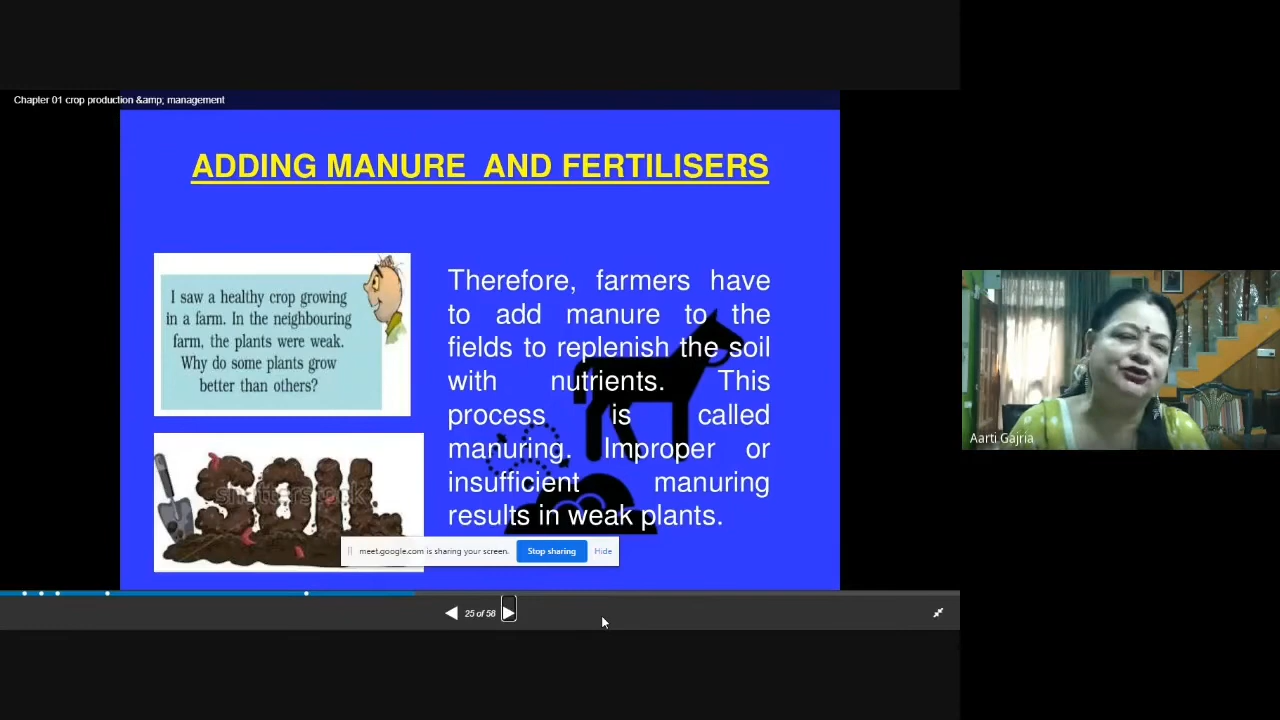 Chapter 01 crop production &amp; management
ADDING MANURE AND FERTILISERS
I saw a healthy crop growing
in a farm. In the neighbouring
farm, the plants were weak.
Why do some plants grow
better than others?
Therefore, farmers have
to add manure to the
fields to replenish the soil
with nutrients. This
process is called
manuring. Improper or
insufficient manuring
results in weak plants.
SOIL
shutterstock
meet.google.com is sharing your screen.
Stop sharing
Hide
25 of 58
Aarti Gajria